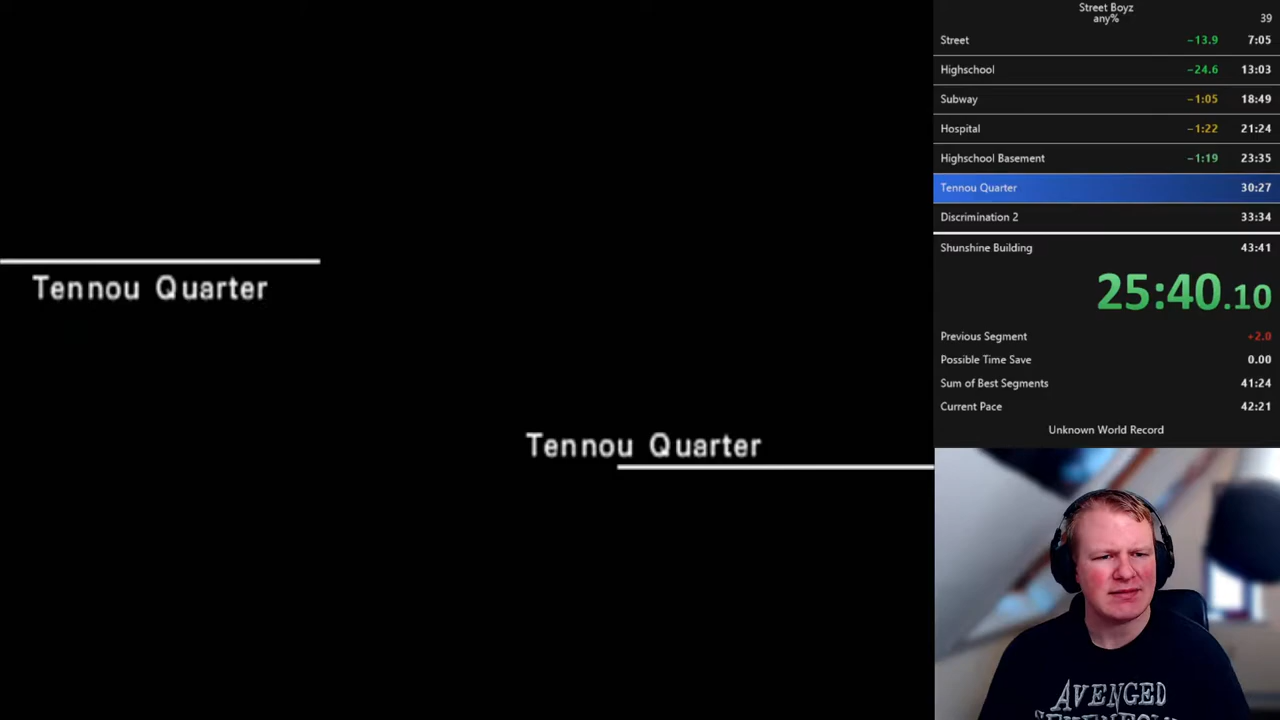 Street Boyz
any%
39
Street -13.9 7:05
Highschool -24.6 13:03
Subway -1:05 18:49
Hospital -1:22 21:24
Highschool Basement -1:19 23:35
Tennou Quarter 30:27
Discrimination 2 33:34
Shunshine Building 43:41
25:40.10
Previous Segment +2.0
Possible Time Save 0.00
Sum of Best Segments 41:24
Current Pace 42:21
Unknown World Record
Tennou Quarter
Tennou Quarter
AVENGED